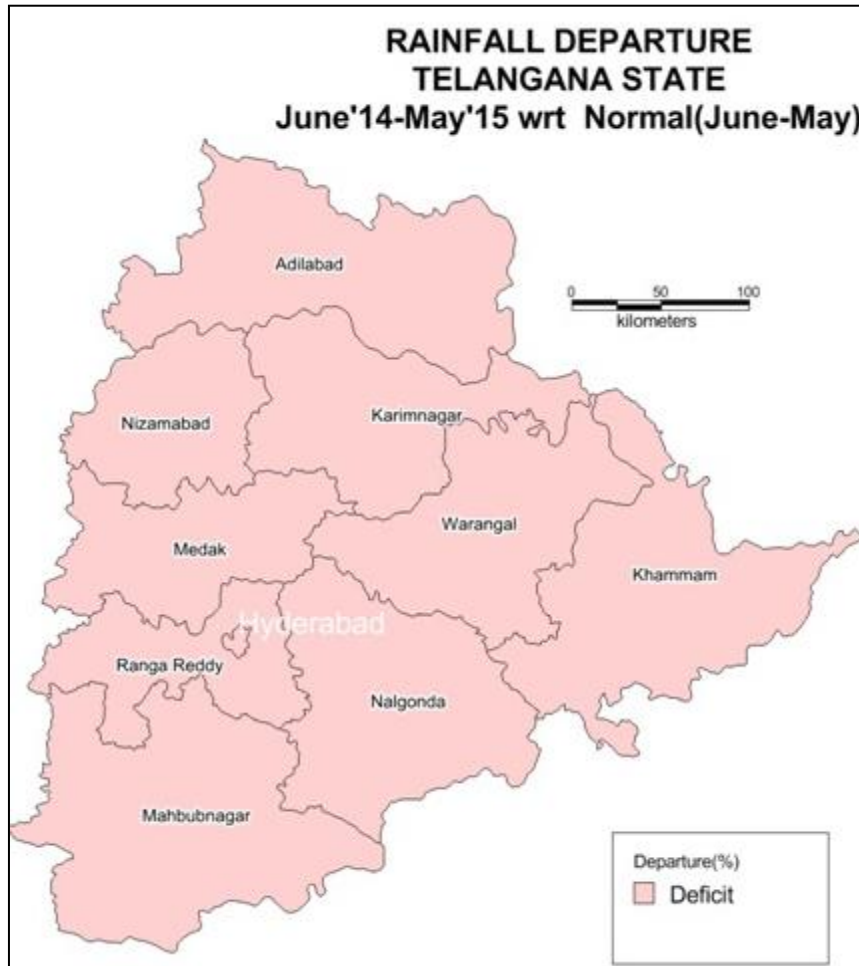 RAINFALL DEPARTURE
TELANGANA STATE
June'14-May'15 wrt Normal(June-May)
Adilabad
0 50 100
kilometers
Nizamabad
Karimnagar
Warangal
Medak
Khammam
Hyderabad
Ranga Reddy
Nalgonda
Mahbubnagar
Departure(%)
Deficit